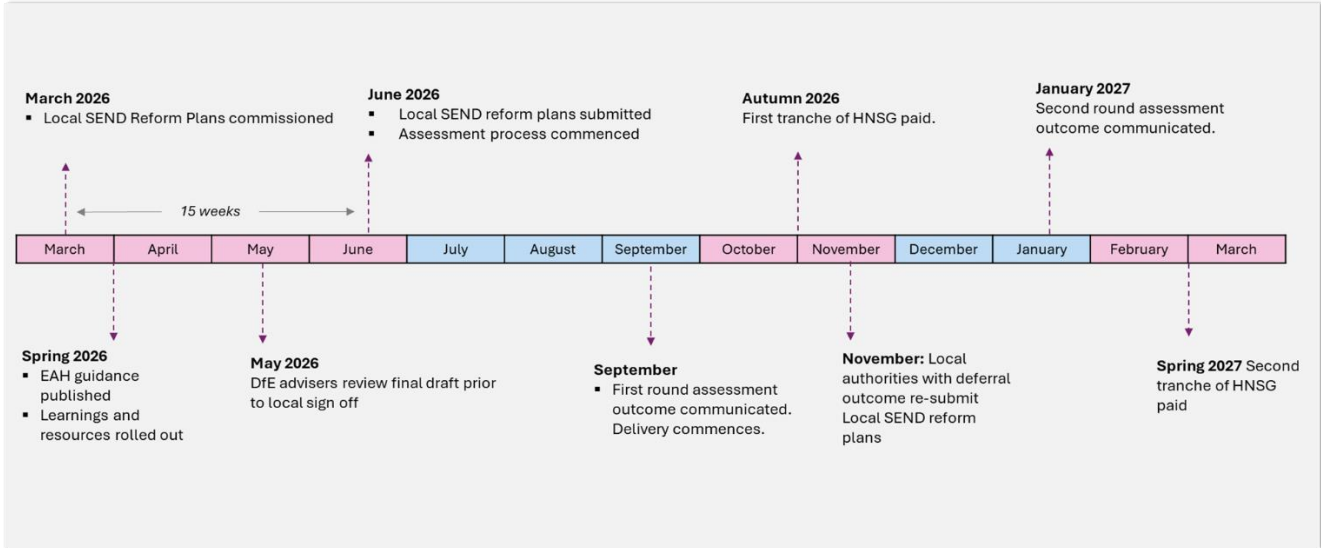 March 2026
▪ Local SEND Reform Plans commissioned
June 2026
▪ Local SEND reform plans submitted
▪ Assessment process commenced
Autumn 2026
First tranche of HNSG paid.
January 2027
Second round assessment
outcome communicated.
15 weeks
March April May June July August September October November December January February March
Spring 2026
▪ EAH guidance
published
▪ Learnings and
resources rolled out
May 2026
DfE advisers review final draft prior
to local sign off
September
▪ First round assessment
outcome communicated.
Delivery commences.
November: Local
authorities with deferral
outcome re-submit
Local SEND reform
plans
Spring 2027 Second
tranche of HNSG
paid